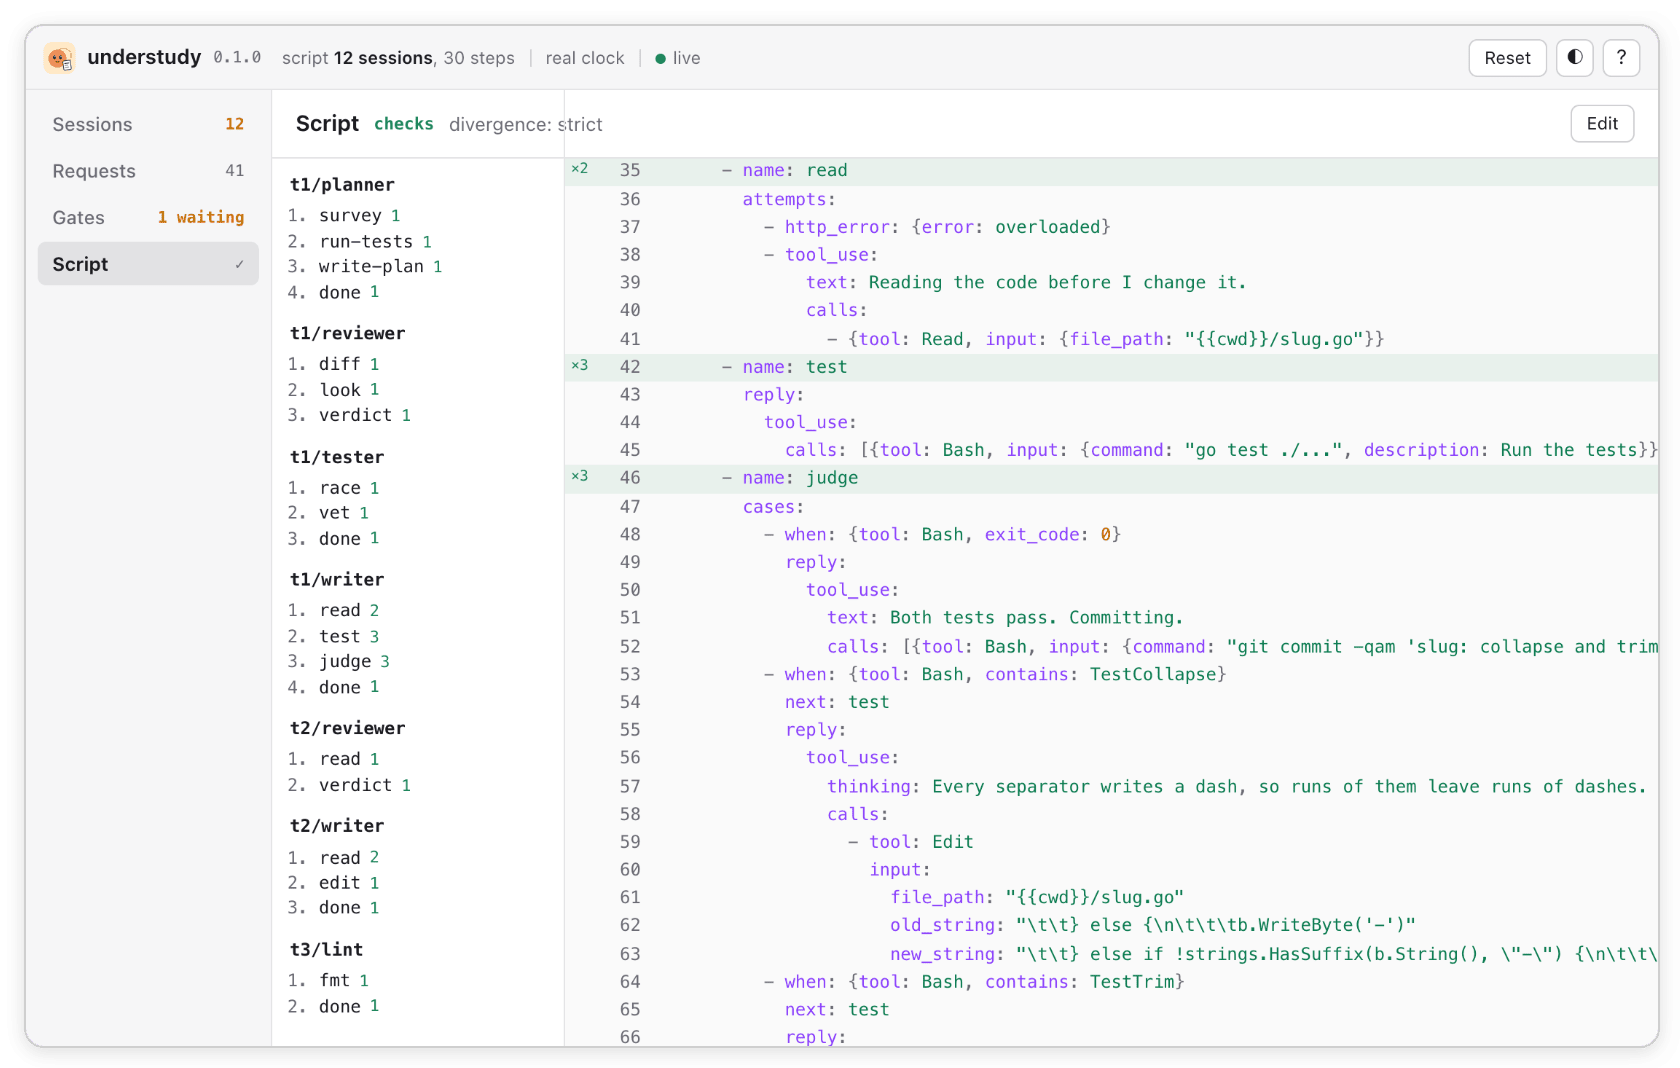 understudy 0.1.0 script 12 sessions, 30 steps real clock live Reset ?
Sessions 12
Requests 41
Gates 1 waiting
Script ✓
Script checks divergence: strict Edit
t1/planner
1. survey 1
2. run-tests 1
3. write-plan 1
4. done 1
t1/reviewer
1. diff 1
2. look 1
3. verdict 1
t1/tester
1. race 1
2. vet 1
3. done 1
t1/writer
1. read 2
2. test 3
3. judge 3
4. done 1
t2/reviewer
1. read 1
2. verdict 1
t2/writer
1. read 2
2. edit 1
3. done 1
t3/lint
1. fmt 1
2. done 1
×2 35 - name: read
36 attempts:
37 - http_error: {error: overloaded}
38 - tool_use:
39 text: Reading the code before I change it.
40 calls:
41 - {tool: Read, input: {file_path: "{{cwd}}/slug.go"}}
×3 42 - name: test
43 reply:
44 tool_use:
45 calls: [{tool: Bash, input: {command: "go test ./...", description: Run the tests}}
×3 46 - name: judge
47 cases:
48 - when: {tool: Bash, exit_code: 0}
49 reply:
50 tool_use:
51 text: Both tests pass. Committing.
52 calls: [{tool: Bash, input: {command: "git commit -qam 'slug: collapse and trim
53 - when: {tool: Bash, contains: TestCollapse}
54 next: test
55 reply:
56 tool_use:
57 thinking: Every separator writes a dash, so runs of them leave runs of dashes.
58 calls:
59 - tool: Edit
60 input:
61 file_path: "{{cwd}}/slug.go"
62 old_string: "\t\t} else {\n\t\t\tb.WriteByte('-')"
63 new_string: "\t\t} else if !strings.HasSuffix(b.String(), \"-\") {\n\t\t\
64 - when: {tool: Bash, contains: TestTrim}
65 next: test
66 reply: